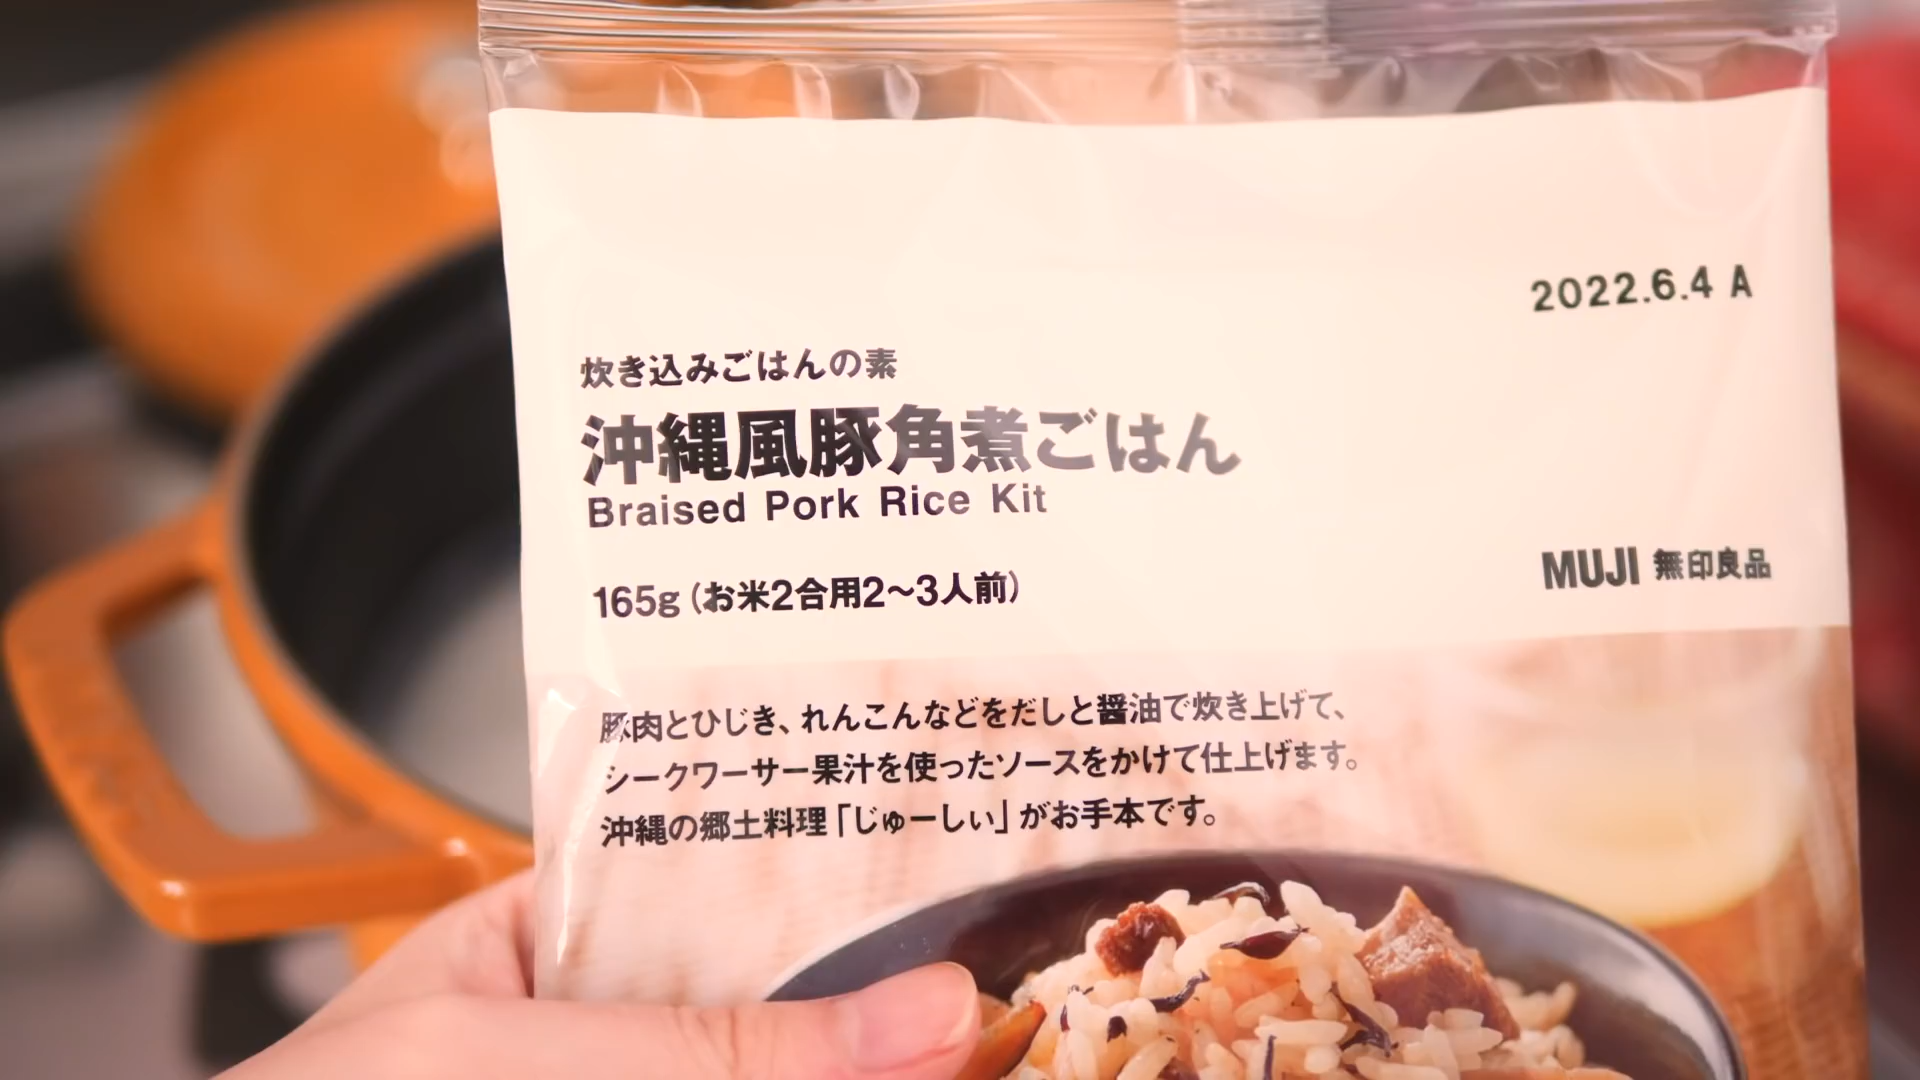 2022.6.4 A
炊き込みごはんの素
沖縄風豚角煮ごはん
Braised Pork Rice Kit
165g（お米2合用2〜3人前）
MUJI 無印良品
豚肉とひじき、れんこんなどをだしと醤油で炊き上げて、
シークワーサー果汁を使ったソースをかけて仕上げます。
沖縄の郷土料理「じゅーしぃ」がお手本です。